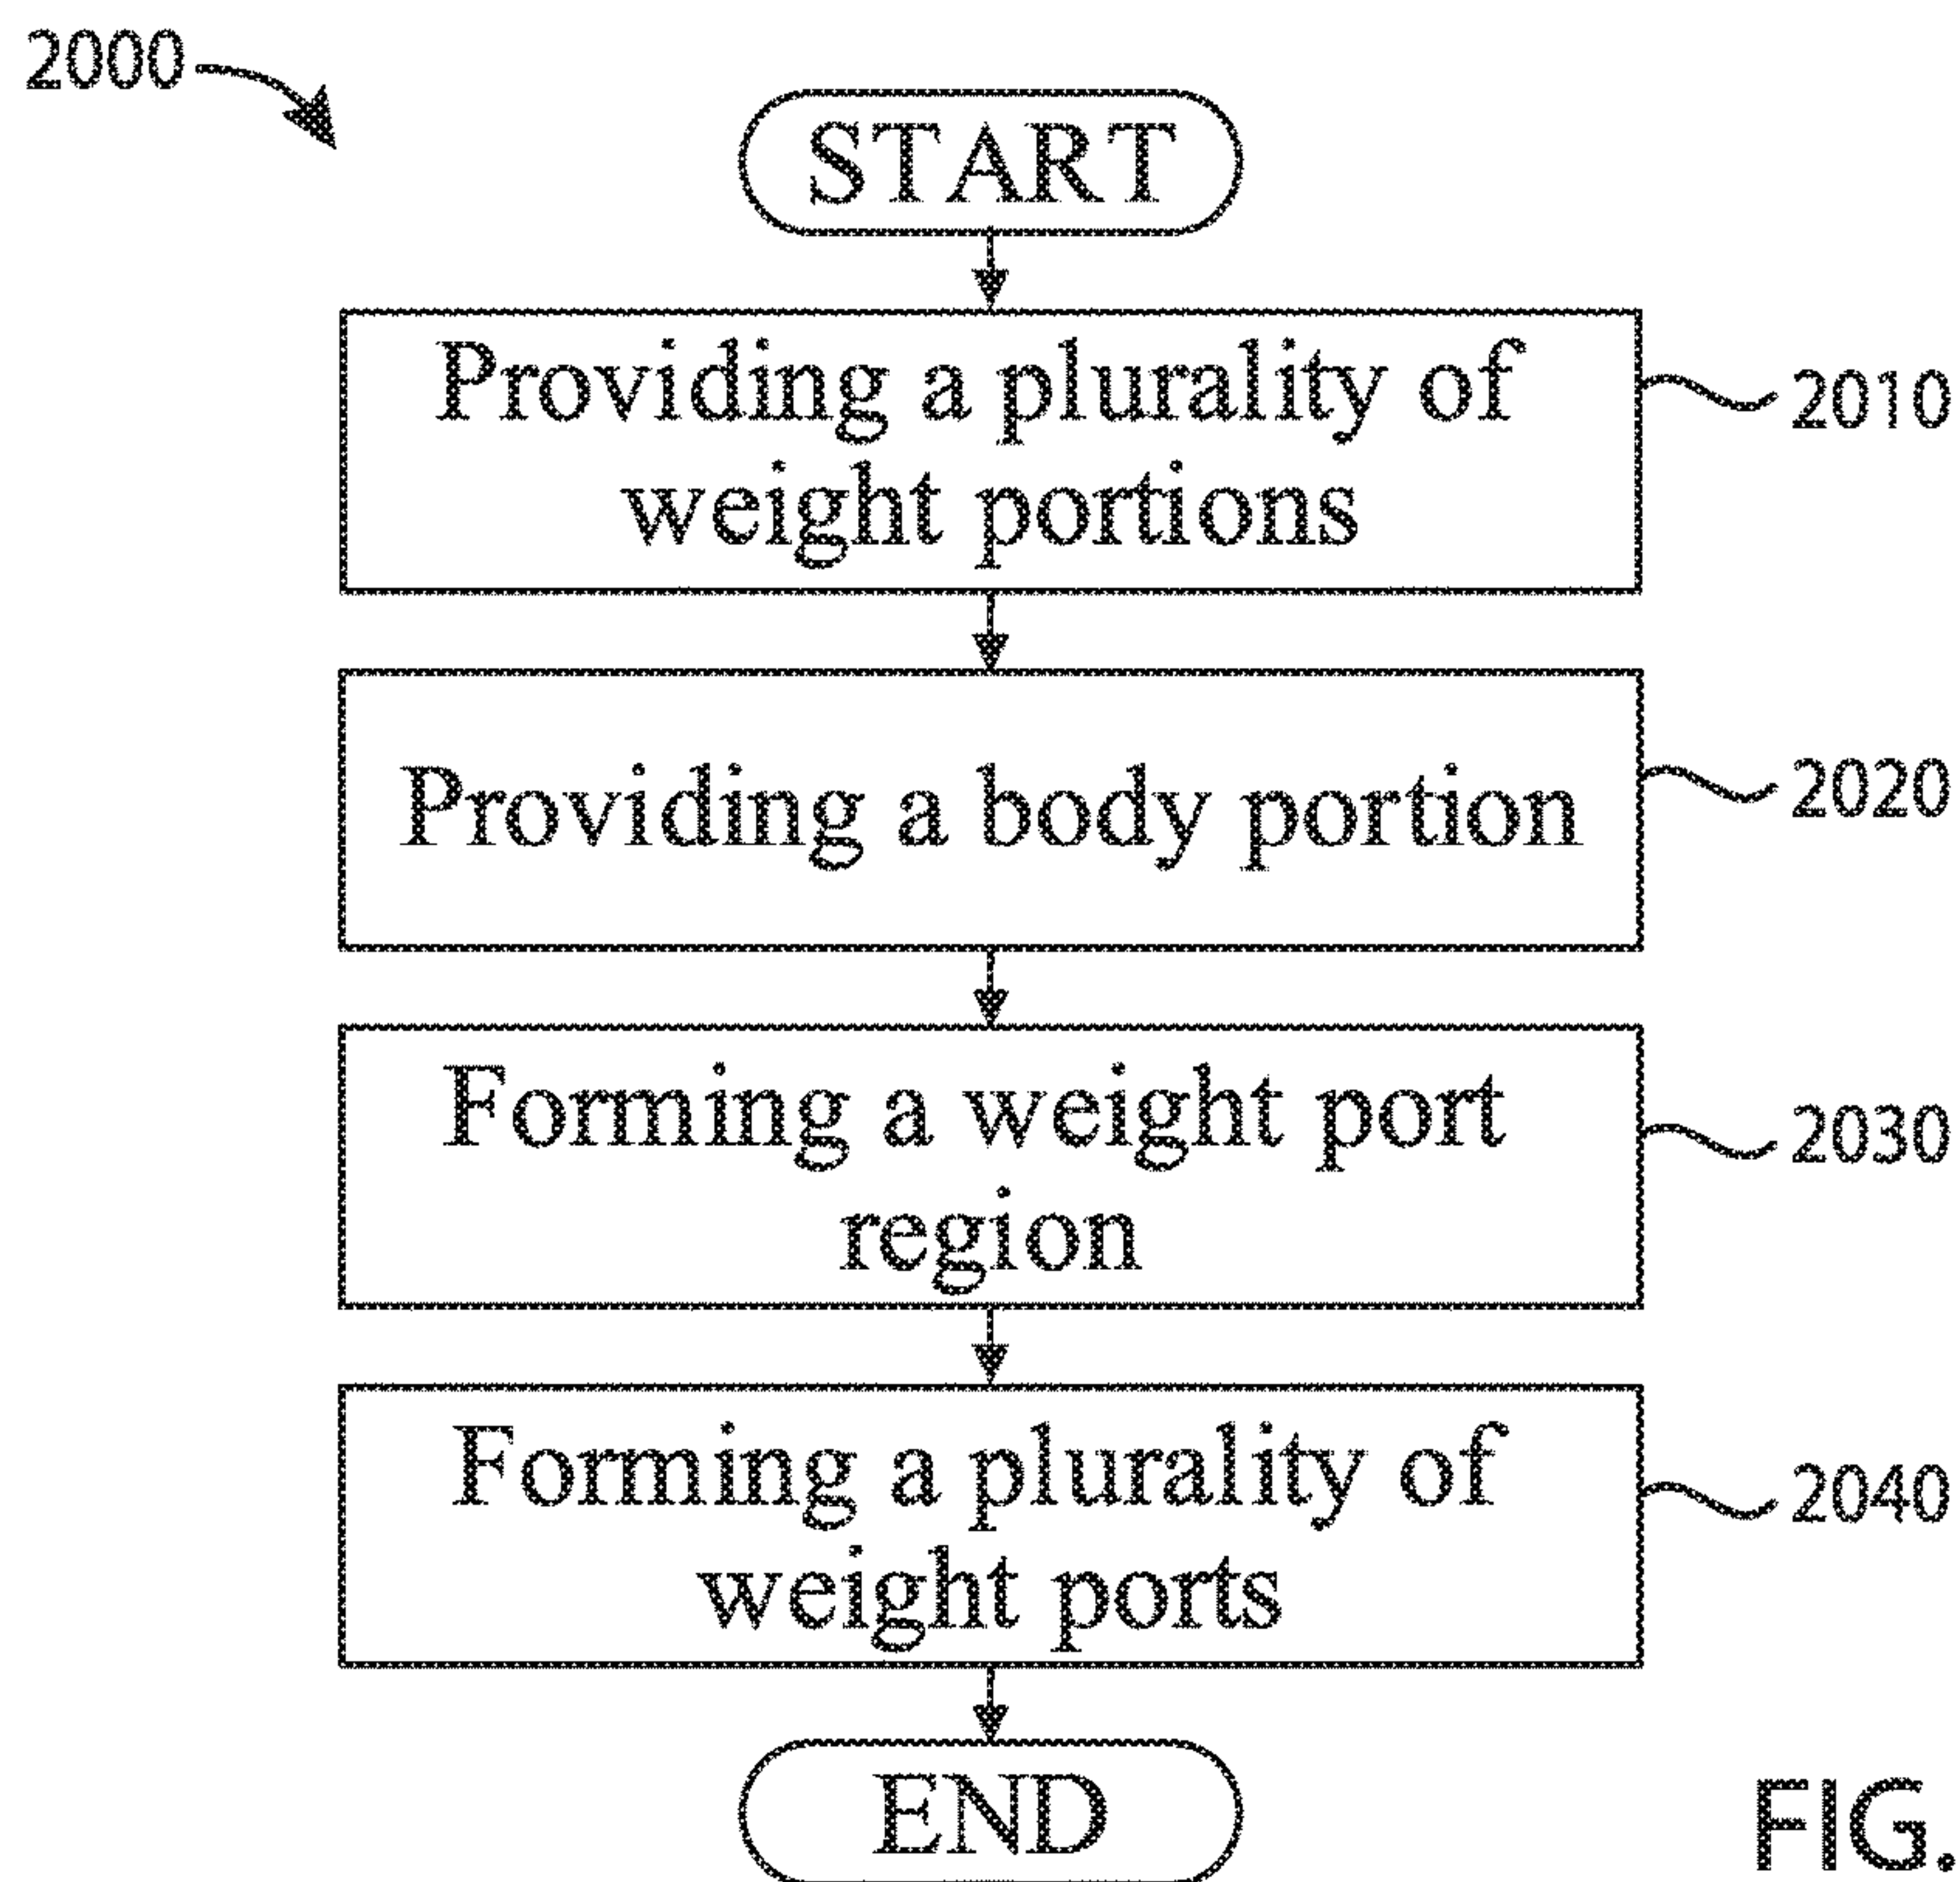 2000
START
Providing a plurality of
weight portions
2010
Providing a body portion
2020
Forming a weight port
region
2030
Forming a plurality of
weight ports
2040
END
FIG.